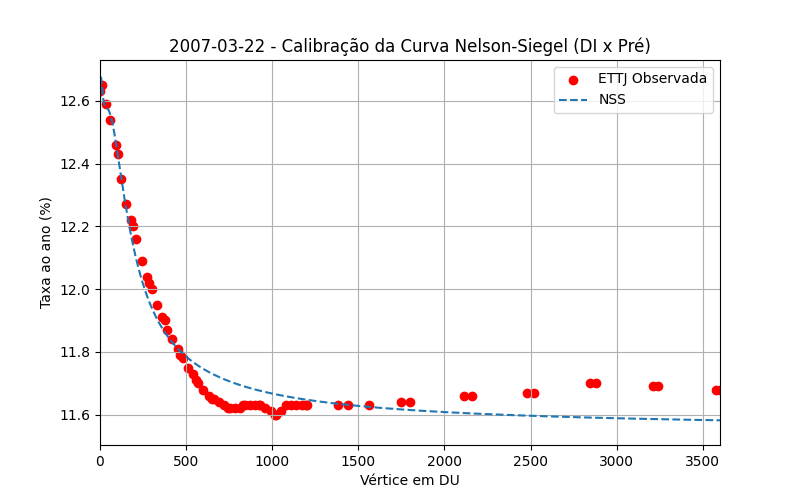 2007-03-22 - Calibração da Curva Nelson-Siegel (DI x Pré)
ETTJ Observada
NSS
Taxa ao ano (%)
12.6
12.4
12.2
12.0
11.8
11.6
0 500 1000 1500 2000 2500 3000 3500
Vértice em DU